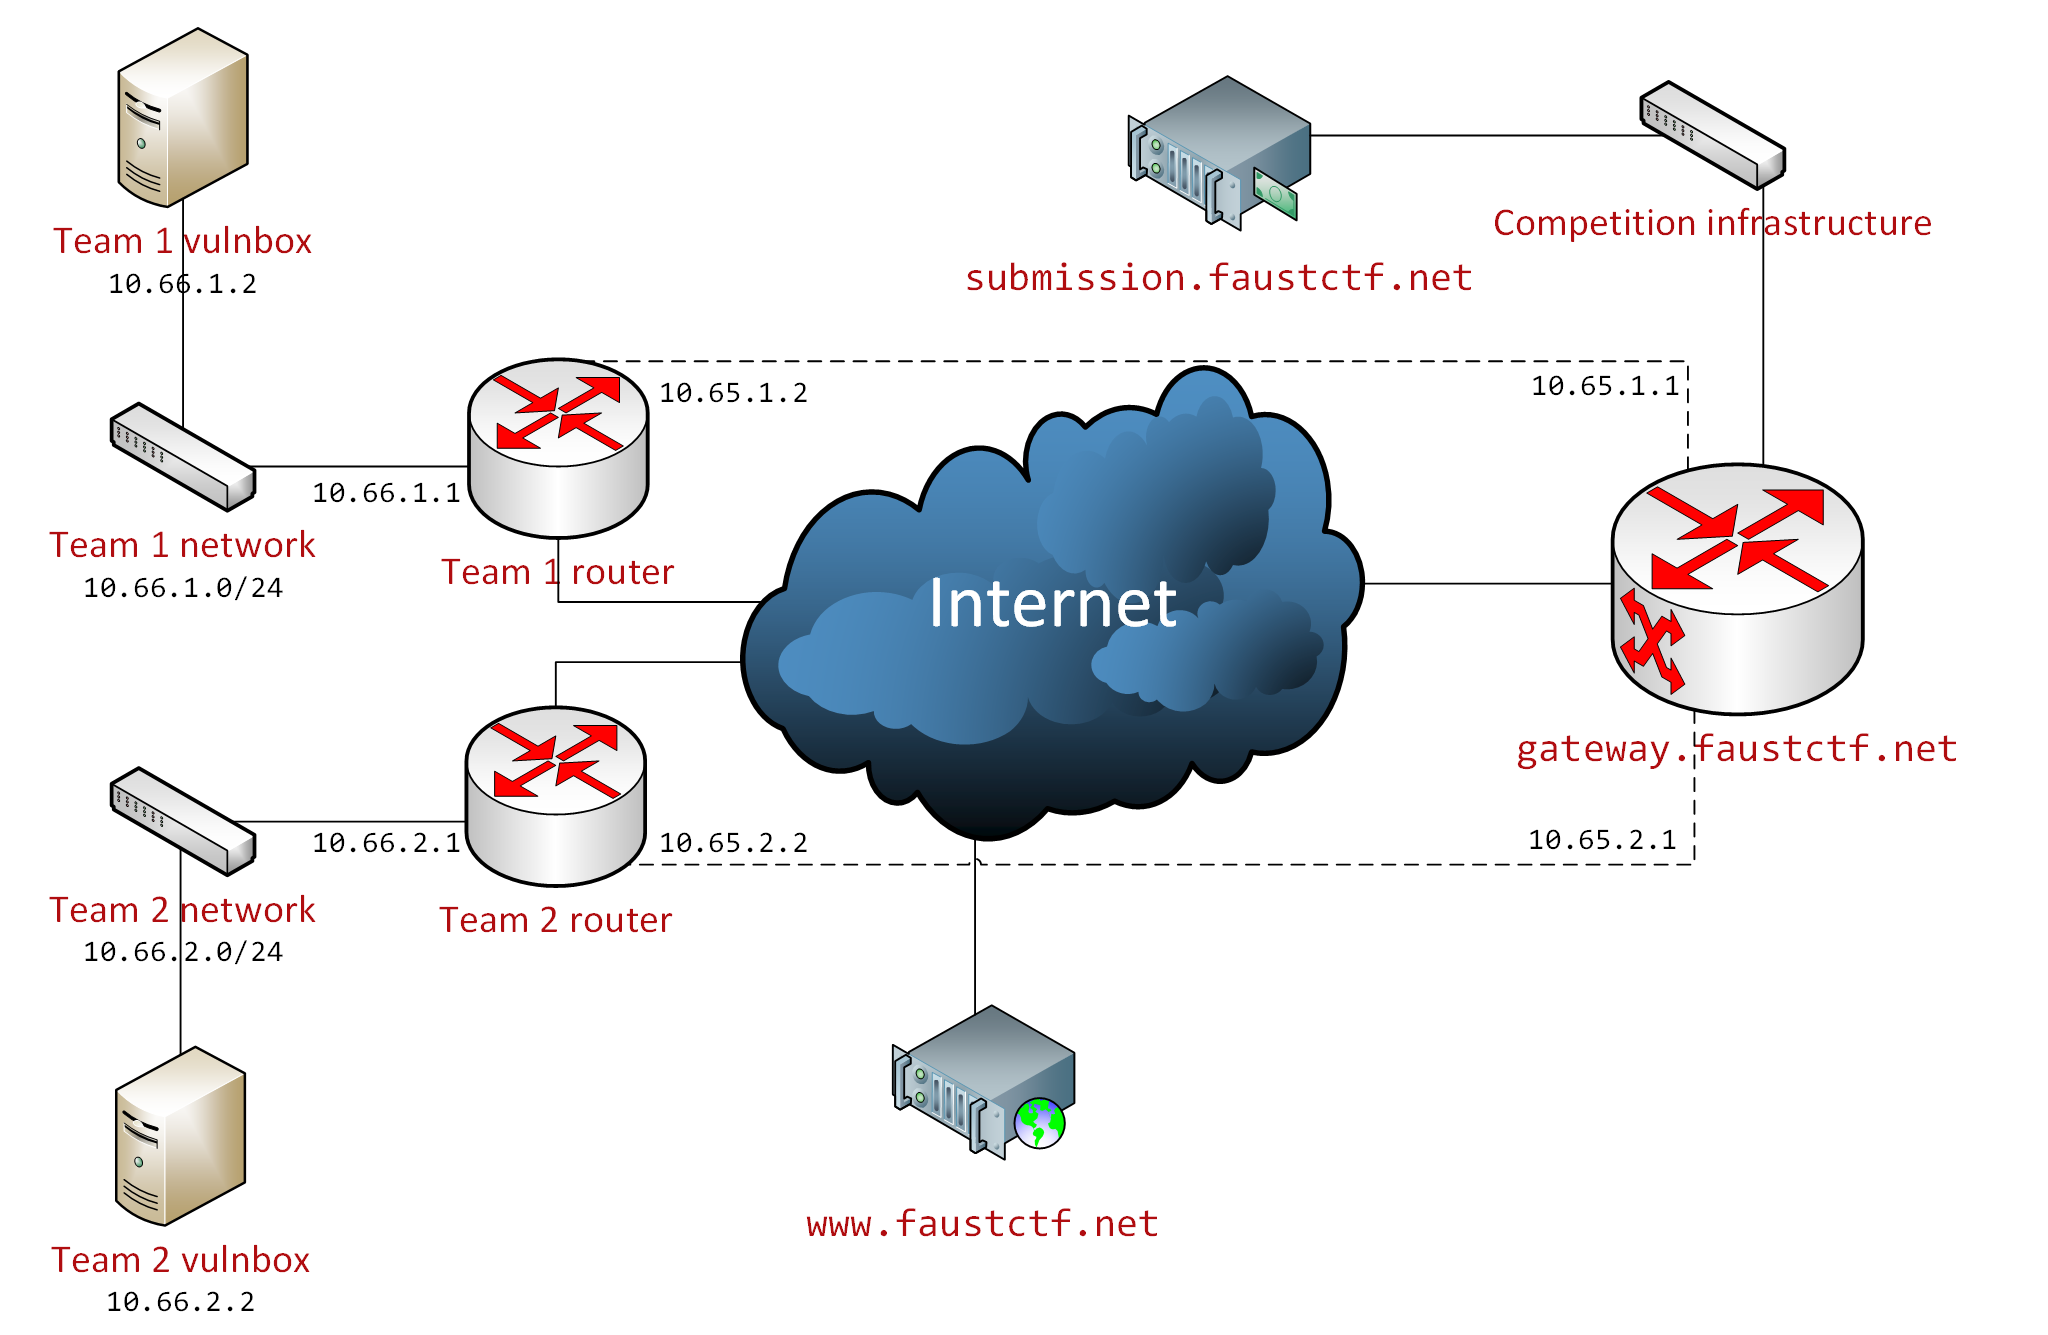 Team 1 vulnbox
10.66.1.2
submission.faustctf.net
Competition infrastructure
10.65.1.2
10.65.1.1
10.66.1.1
Team 1 network
10.66.1.0/24
Team 1 router
Internet
gateway.faustctf.net
10.66.2.1
10.65.2.2
10.65.2.1
Team 2 network
10.66.2.0/24
Team 2 router
www.faustctf.net
Team 2 vulnbox
10.66.2.2